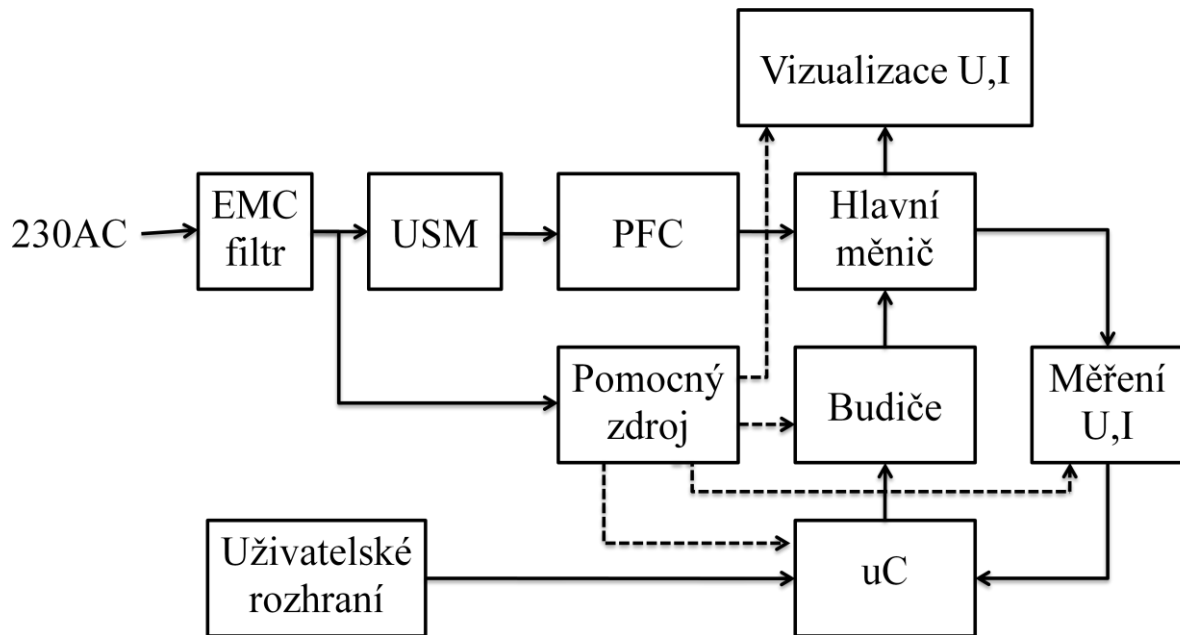 Vizualizace U,I
230AC
EMC
filtr
USM
PFC
Hlavní
měnič
Pomocný
zdroj
Budiče
Měření
U,I
Uživatelské
rozhraní
uC